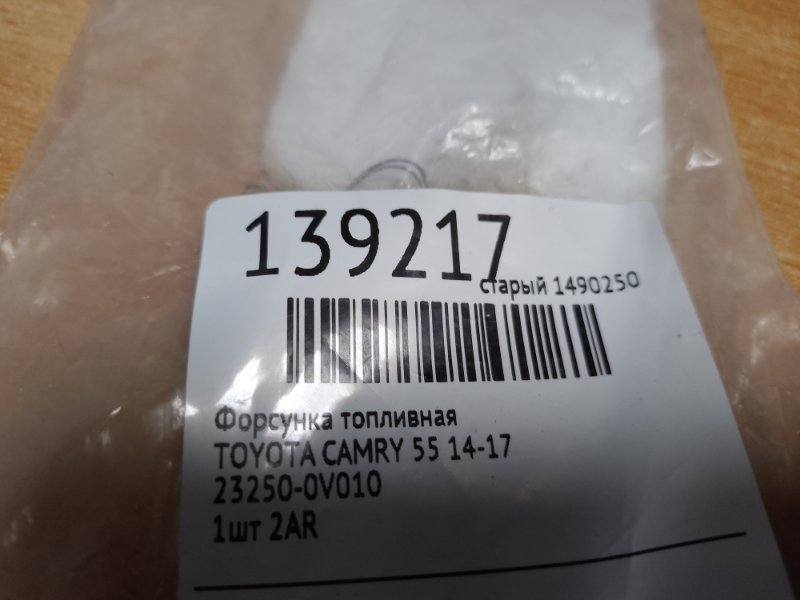 139217
старый 1490250
Форсунка топливная
TOYOTA CAMRY 55 14-17
23250-0V010
1шт 2AR